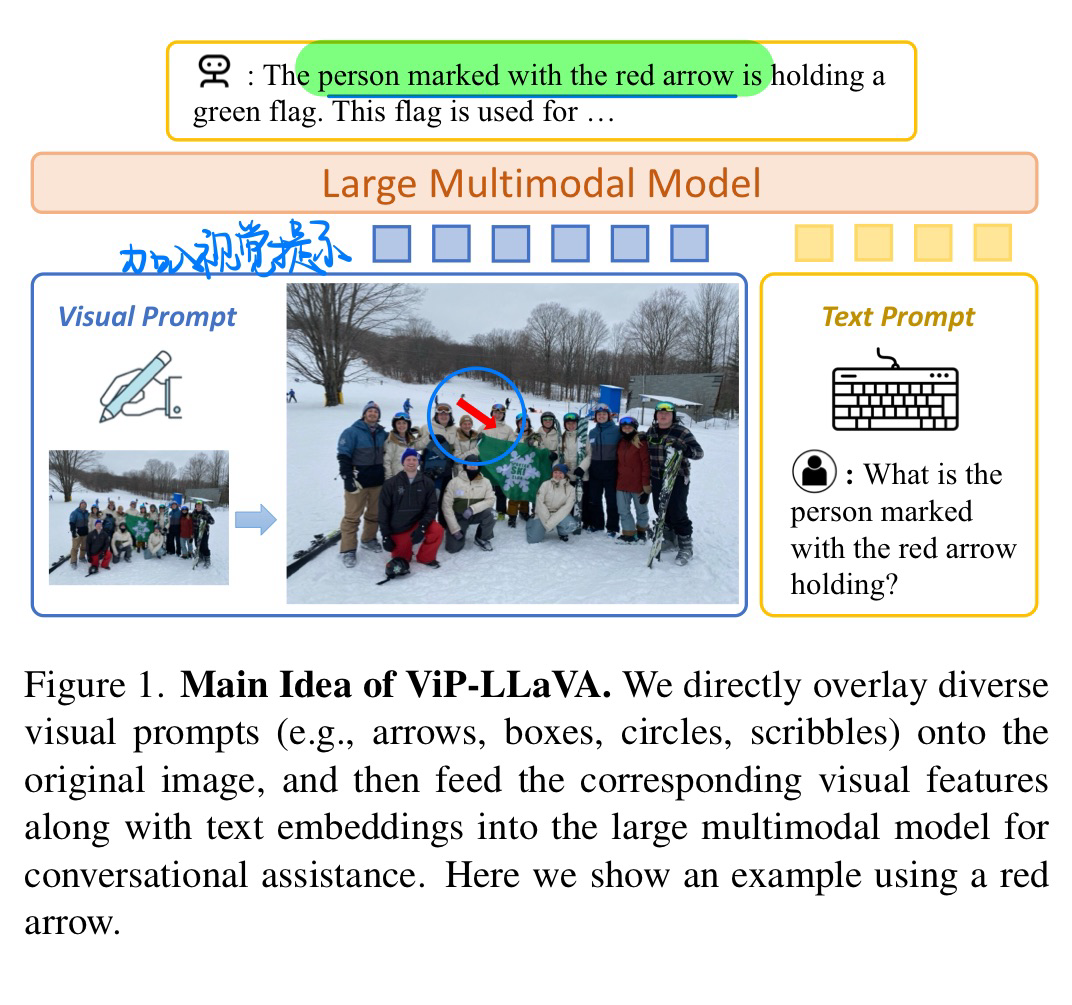 : The person marked with the red arrow is holding a
green flag. This flag is used for …
Large Multimodal Model
加入视觉提示
Visual Prompt
Text Prompt
SKI
: What is the
person marked
with the red arrow
holding?
Figure 1. Main Idea of ViP-LLaVA. We directly overlay diverse
visual prompts (e.g., arrows, boxes, circles, scribbles) onto the
original image, and then feed the corresponding visual features
along with text embeddings into the large multimodal model for
conversational assistance. Here we show an example using a red
arrow.